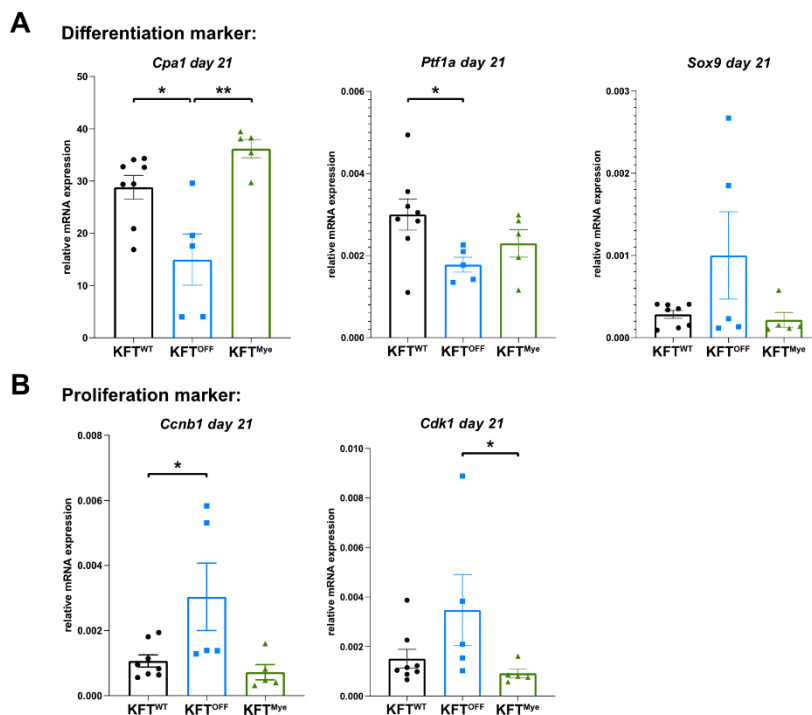 A
Differentiation marker:
Cpa1 day 21
relative mRNA expression
50
40
30
20
10
0
*
**
KFTWT
KFTOFF
KFTMye
Ptf1a day 21
relative mRNA expression
0.006
0.004
0.002
0.000
*
KFTWT
KFTOFF
KFTMye
Sox9 day 21
relative mRNA expression
0.003
0.002
0.001
0.000
KFTWT
KFTOFF
KFTMye
B
Proliferation marker:
Ccnb1 day 21
relative mRNA expression
0.008
0.006
0.004
0.002
0.000
*
KFTWT
KFTOFF
KFTMye
Cdk1 day 21
relative mRNA expression
0.010
0.008
0.006
0.004
0.002
0.000
*
KFTWT
KFTOFF
KFTMye